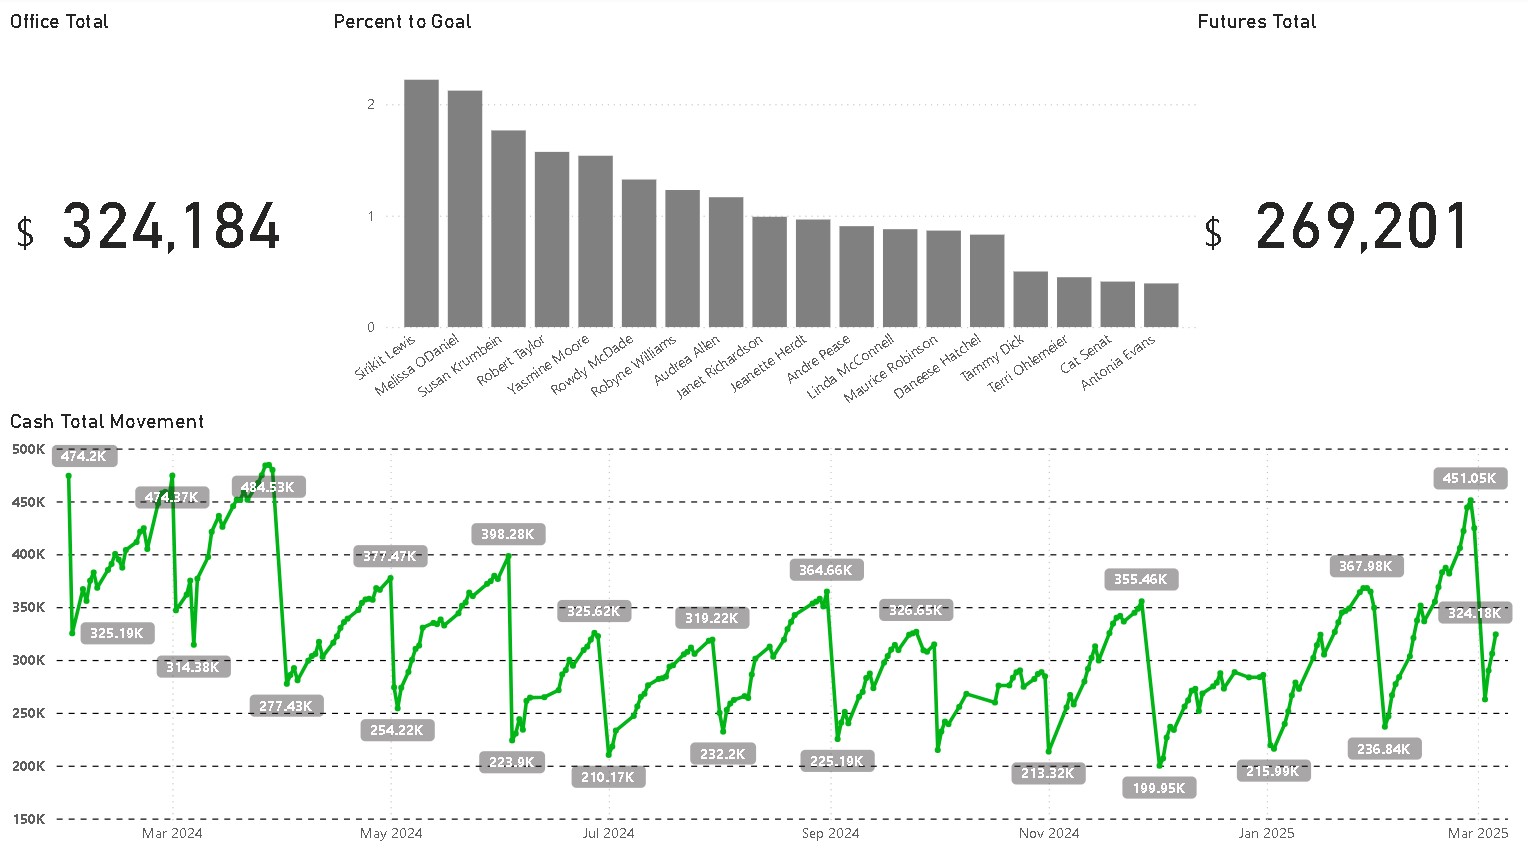 Office Total
Percent to Goal
Futures Total
2
1
0
$ 324,184
$ 269,201
Sirikit Lewis
Melissa ODaniel
Susan Krumbein
Robert Taylor
Yasmine Moore
Rowdy McDade
Robyne Williams
Audrea Allen
Janet Richardson
Jeanette Herdt
Andre Pease
Linda McConnell
Maurice Robinson
Daneese Hatchel
Tammy Dick
Terri Ohlemeier
Cat Senat
Antonia Evans
Cash Total Movement
500K
450K
400K
350K
300K
250K
200K
150K
474.2K
325.19K
474.37K
314.38K
484.53K
277.43K
377.47K
254.22K
398.28K
223.9K
325.62K
210.17K
319.22K
232.2K
364.66K
225.19K
326.65K
213.32K
355.46K
199.95K
215.99K
367.98K
236.84K
451.05K
324.18K
Mar 2024
May 2024
Jul 2024
Sep 2024
Nov 2024
Jan 2025
Mar 2025